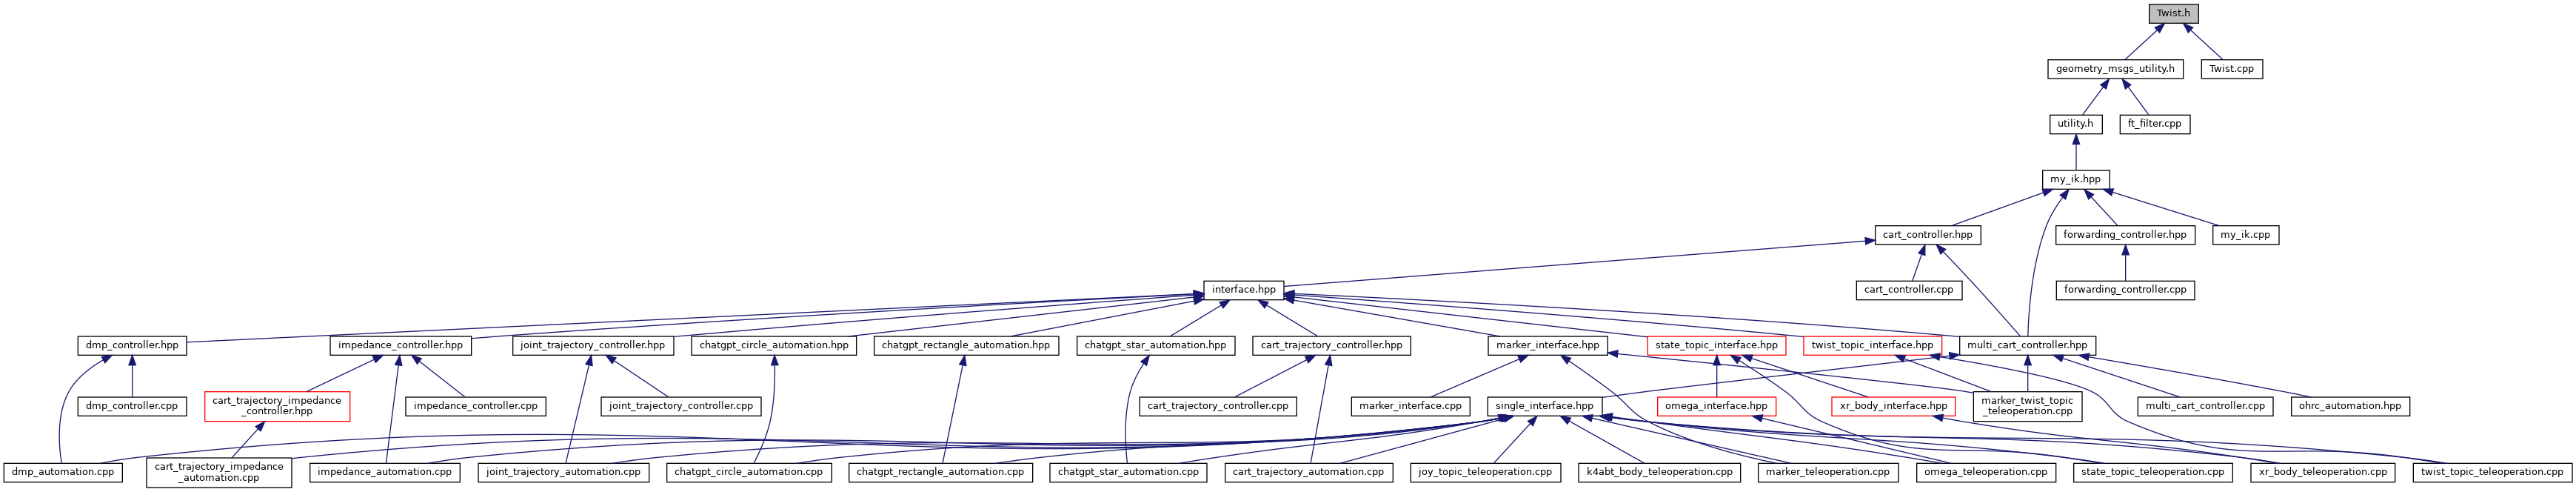 Twist.h
geometry_msgs_utility.h
Twist.cpp
utility.h
ft_filter.cpp
my_ik.hpp
cart_controller.hpp
forwarding_controller.hpp
my_ik.cpp
interface.hpp
cart_controller.cpp
forwarding_controller.cpp
dmp_controller.hpp
impedance_controller.hpp
joint_trajectory_controller.hpp
chatgpt_circle_automation.hpp
chatgpt_rectangle_automation.hpp
chatgpt_star_automation.hpp
cart_trajectory_controller.hpp
marker_interface.hpp
state_topic_interface.hpp
twist_topic_interface.hpp
multi_cart_controller.hpp
dmp_controller.cpp
cart_trajectory_impedance
_controller.hpp
impedance_controller.cpp
joint_trajectory_controller.cpp
cart_trajectory_controller.cpp
marker_interface.cpp
single_interface.hpp
omega_interface.hpp
xr_body_interface.hpp
marker_twist_topic
_teleoperation.cpp
multi_cart_controller.cpp
ohrc_automation.hpp
dmp_automation.cpp
cart_trajectory_impedance
_automation.cpp
impedance_automation.cpp
joint_trajectory_automation.cpp
chatgpt_circle_automation.cpp
chatgpt_rectangle_automation.cpp
chatgpt_star_automation.cpp
cart_trajectory_automation.cpp
joy_topic_teleoperation.cpp
k4abt_body_teleoperation.cpp
marker_teleoperation.cpp
omega_teleoperation.cpp
state_topic_teleoperation.cpp
xr_body_teleoperation.cpp
twist_topic_teleoperation.cpp